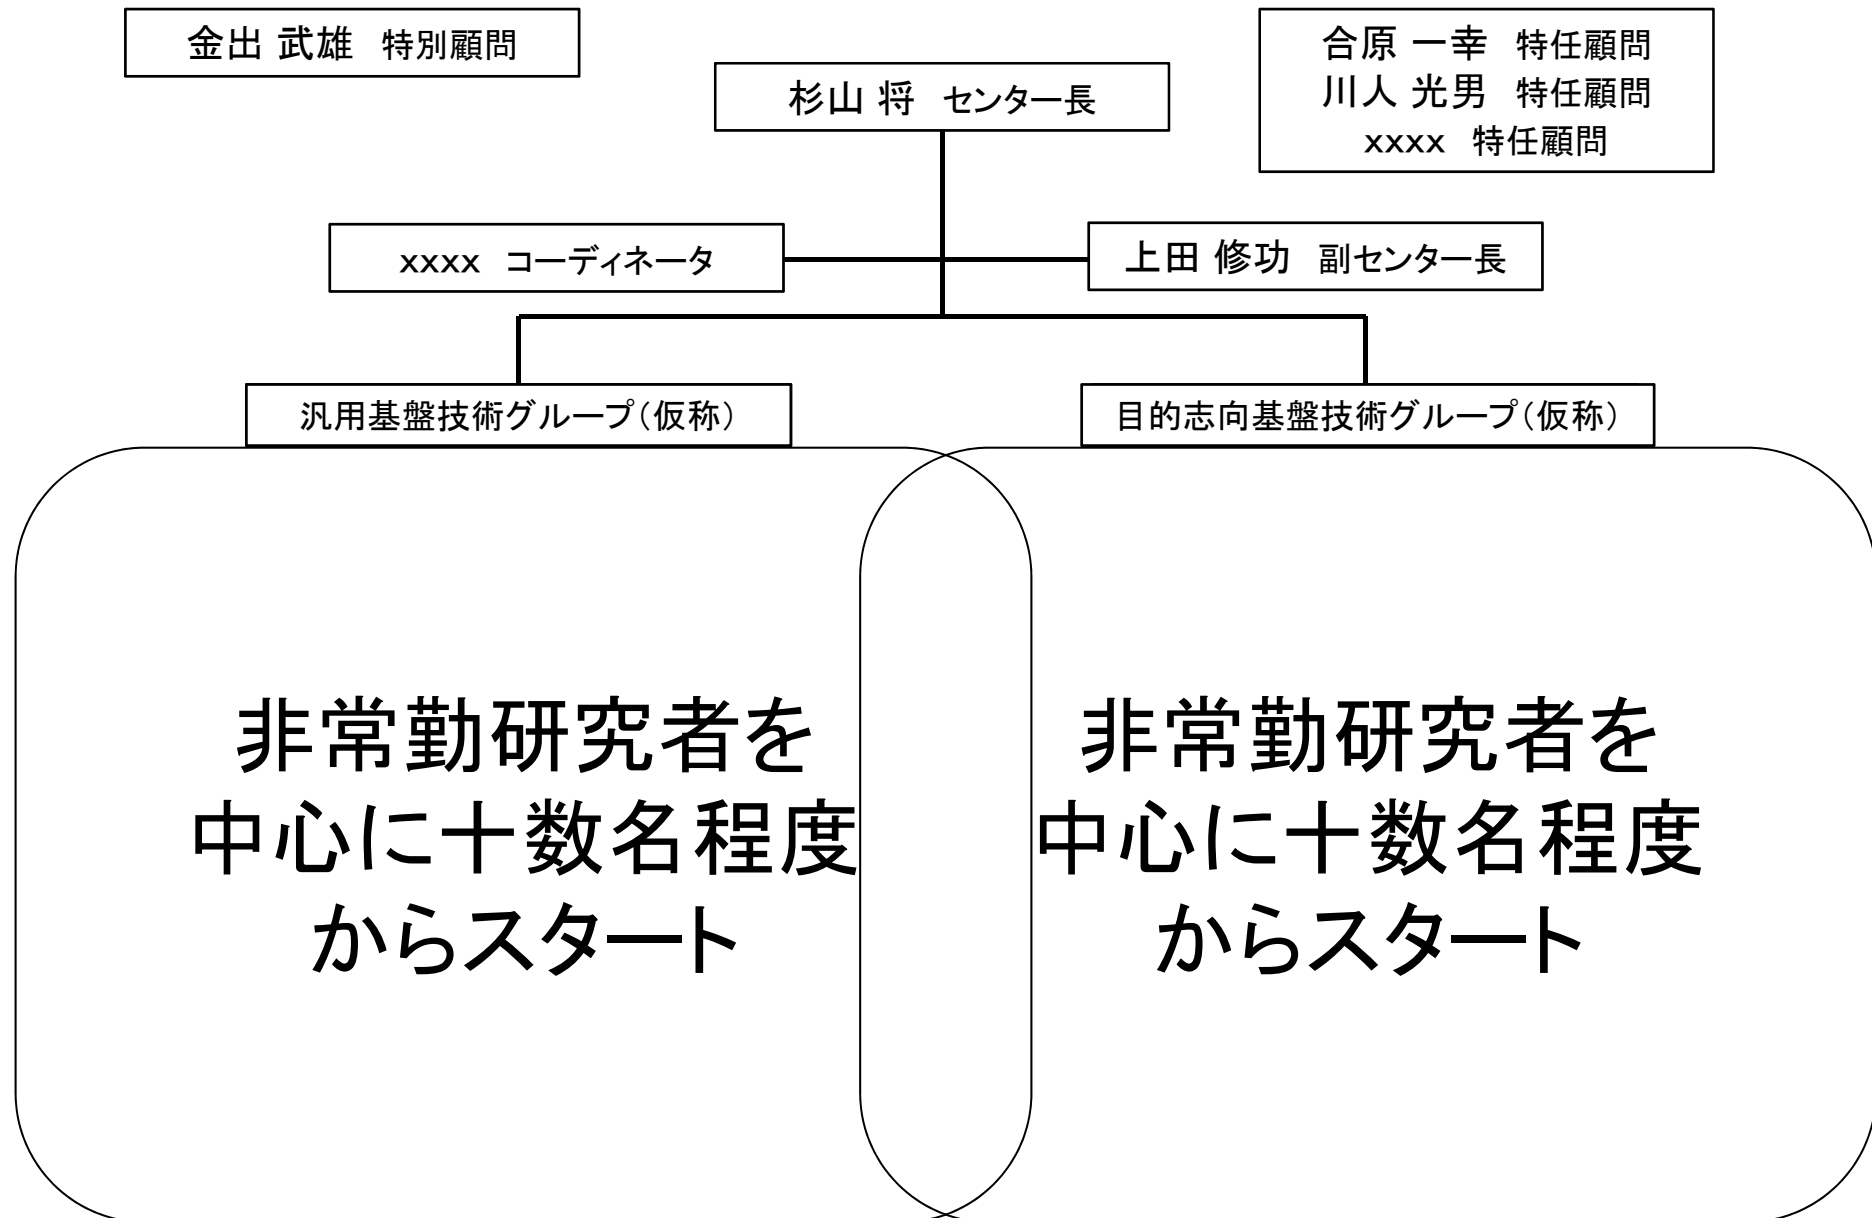 金出 武雄 特別顧問
合原 一幸 特任顧問
川人 光男 特任顧問
xxxx 特任顧問
杉山 将 センター長
xxxx コーディネータ
上田 修功 副センター長
汎用基盤技術グループ(仮称)
目的志向基盤技術グループ(仮称)
非常勤研究者を
中心に十数名程度
からスタート
非常勤研究者を
中心に十数名程度
からスタート